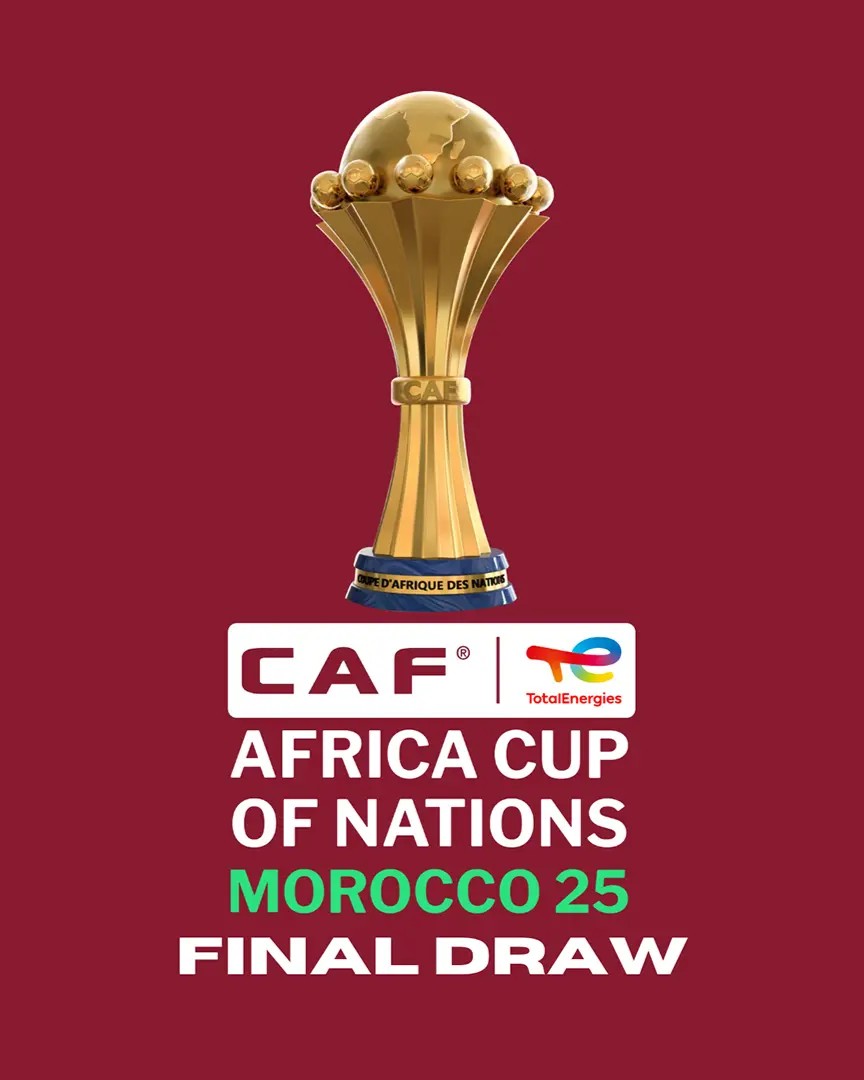 CAF
COUPE D'AFRIQUE DES NATIONS
CAF®
TotalEnergies
AFRICA CUP
OF NATIONS
MOROCCO 25
FINAL DRAW